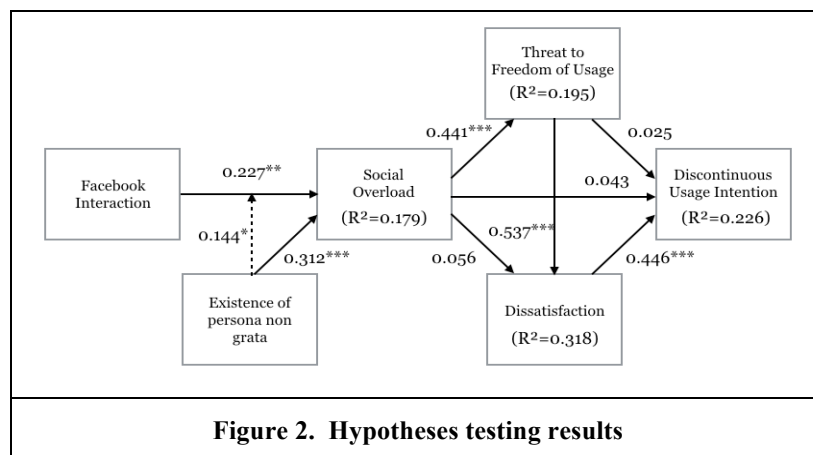 Threat to
Freedom of Usage
(R²=0.195)
0.441***
0.025
0.227**
Facebook
Interaction
Social
Overload
(R²=0.179)
0.043
Discontinuous
Usage Intention
(R²=0.226)
0.144*
0.312***
0.537***
0.056
0.446***
Existence of
persona non
grata
Dissatisfaction
(R²=0.318)
Figure 2. Hypotheses testing results